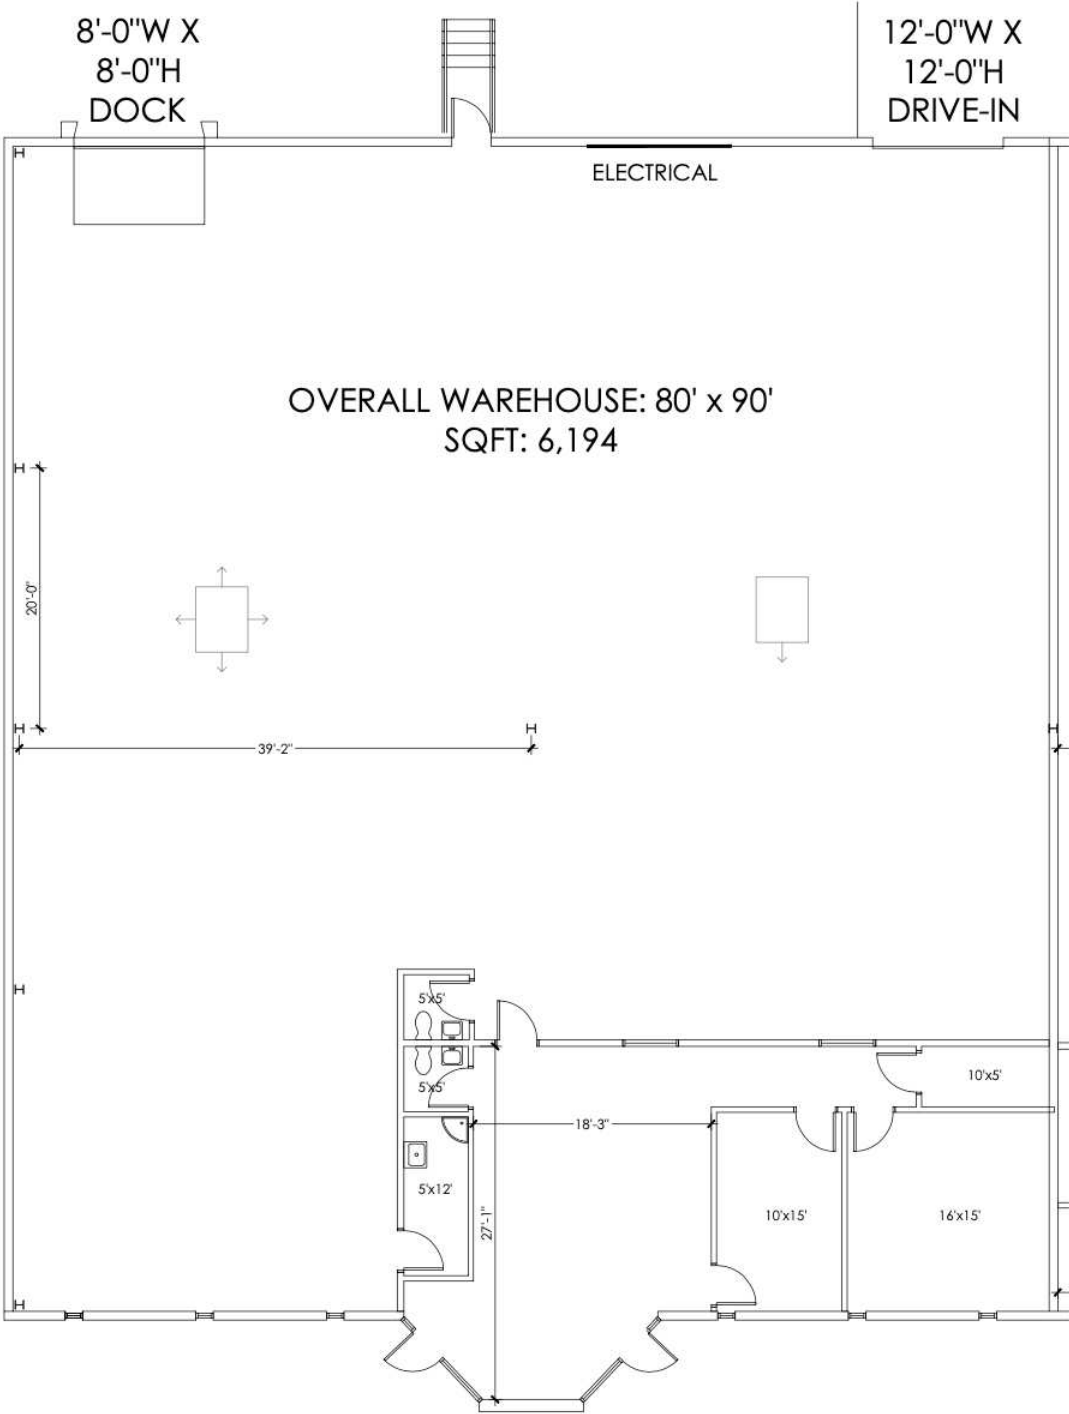 8'-0"W X
8'-0"H
DOCK
12'-0"W X
12'-0"H
DRIVE-IN
ELECTRICAL
OVERALL WAREHOUSE: 80' x 90'
SQFT: 6,194
20'-0"
39'-2"
5'x5'
5'x5'
10'x5'
18'-3"
5'x12'
27'-1"
10'x15'
16'x15'